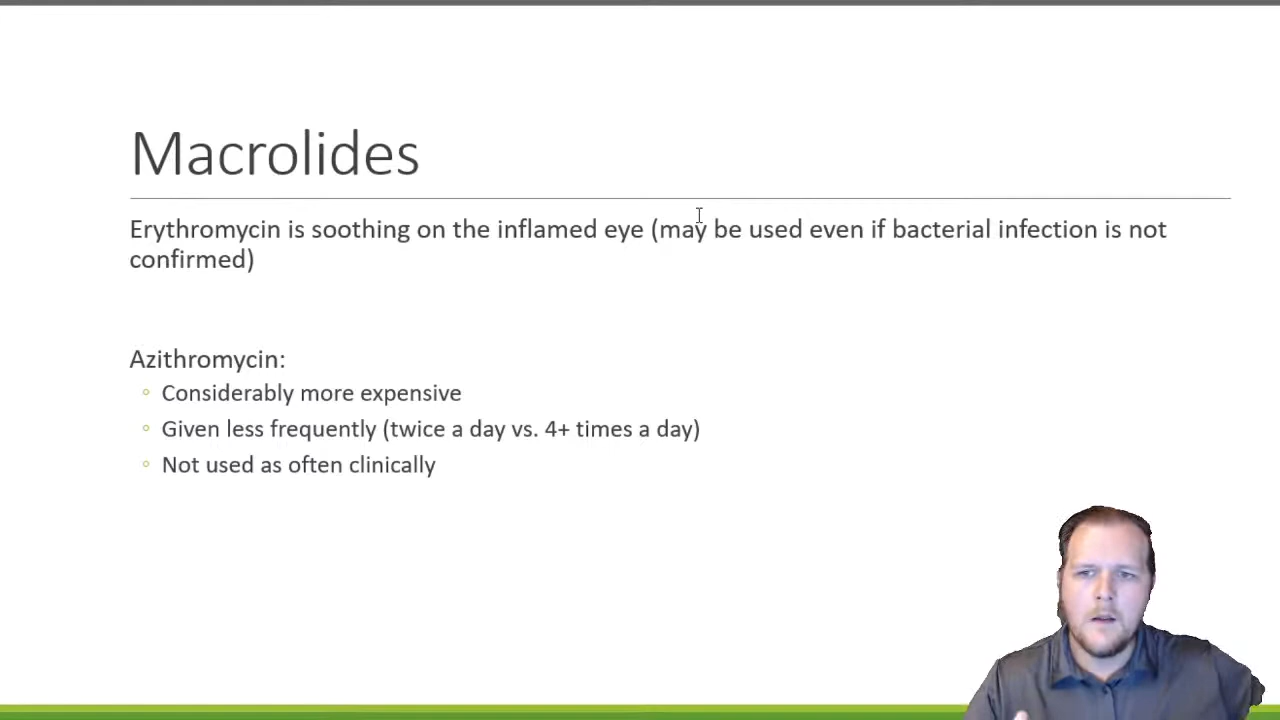 Macrolides
Erythromycin is soothing on the inflamed eye (may be used even if bacterial infection is not
confirmed)
Azithromycin:
◦ Considerably more expensive
◦ Given less frequently (twice a day vs. 4+ times a day)
◦ Not used as often clinically